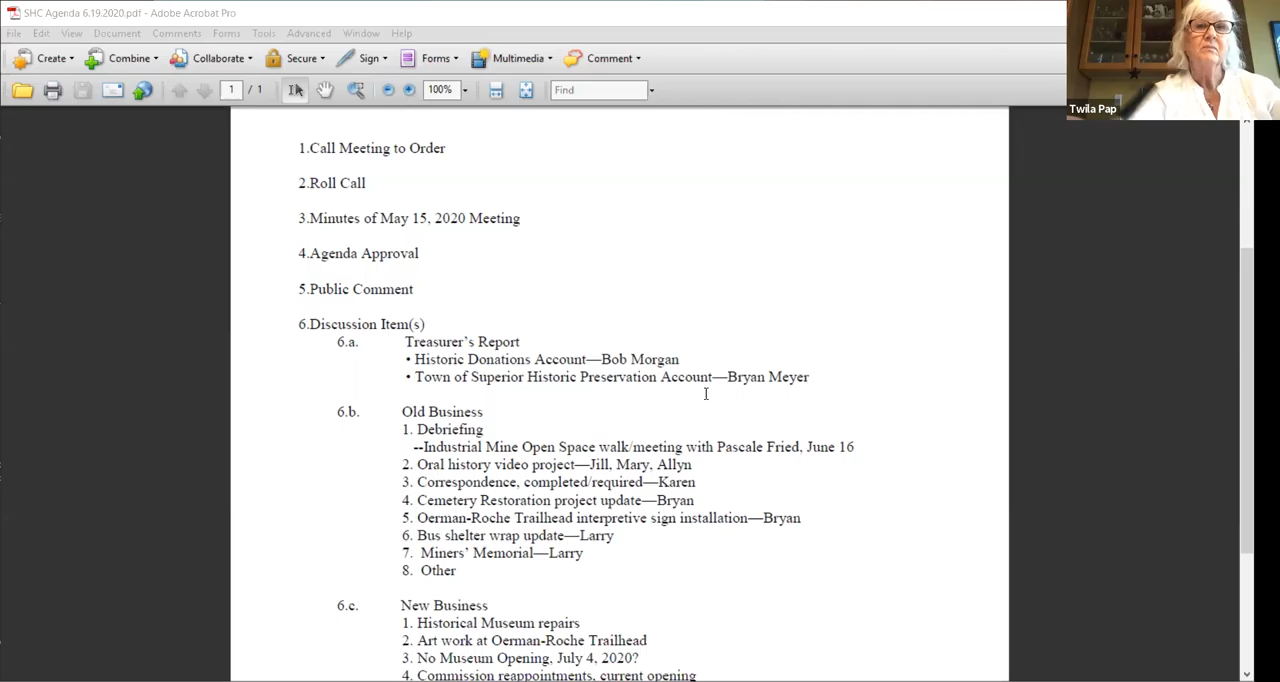 SHC Agenda 6.19.2020.pdf - Adobe Acrobat Pro
File Edit View Document Comments Forms Tools Advanced Window Help
Create Combine Collaborate Secure Sign Forms Multimedia Comment
1 / 1 100% Find
Twila Pap
1.Call Meeting to Order
2.Roll Call
3.Minutes of May 15, 2020 Meeting
4.Agenda Approval
5.Public Comment
6.Discussion Item(s)
6.a. Treasurer's Report
• Historic Donations Account—Bob Morgan
• Town of Superior Historic Preservation Account—Bryan Meyer
6.b. Old Business
1. Debriefing
--Industrial Mine Open Space walk/meeting with Pascale Fried, June 16
2. Oral history video project—Jill, Mary, Allyn
3. Correspondence, completed/required—Karen
4. Cemetery Restoration project update—Bryan
5. Oerman-Roche Trailhead interpretive sign installation—Bryan
6. Bus shelter wrap update—Larry
7. Miners' Memorial—Larry
8. Other
6.c. New Business
1. Historical Museum repairs
2. Art work at Oerman-Roche Trailhead
3. No Museum Opening, July 4, 2020?
4. Commission reappointments, current opening